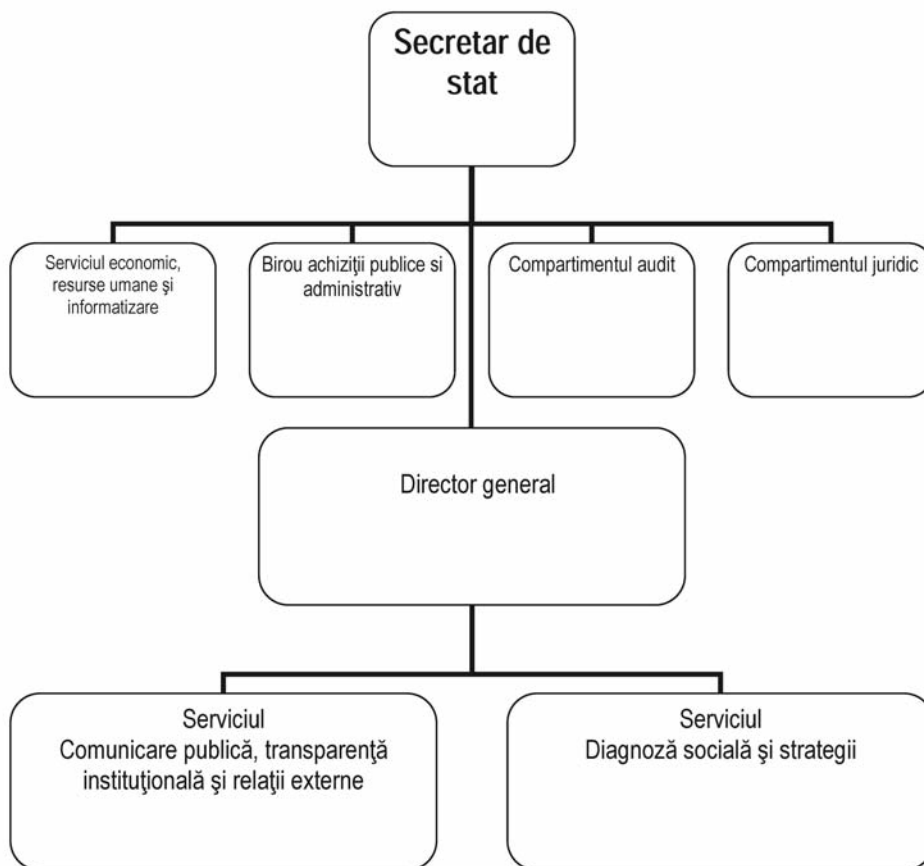 Secretar de
stat
Serviciul economic,
resurse umane şi
informatizare
Birou achiziţii publice si
administrativ
Compartimentul audit
Compartimentul juridic
Director general
Serviciul
Comunicare publică, transparenţă
instituţională şi relaţii externe
Serviciul
Diagnoză socială şi strategii